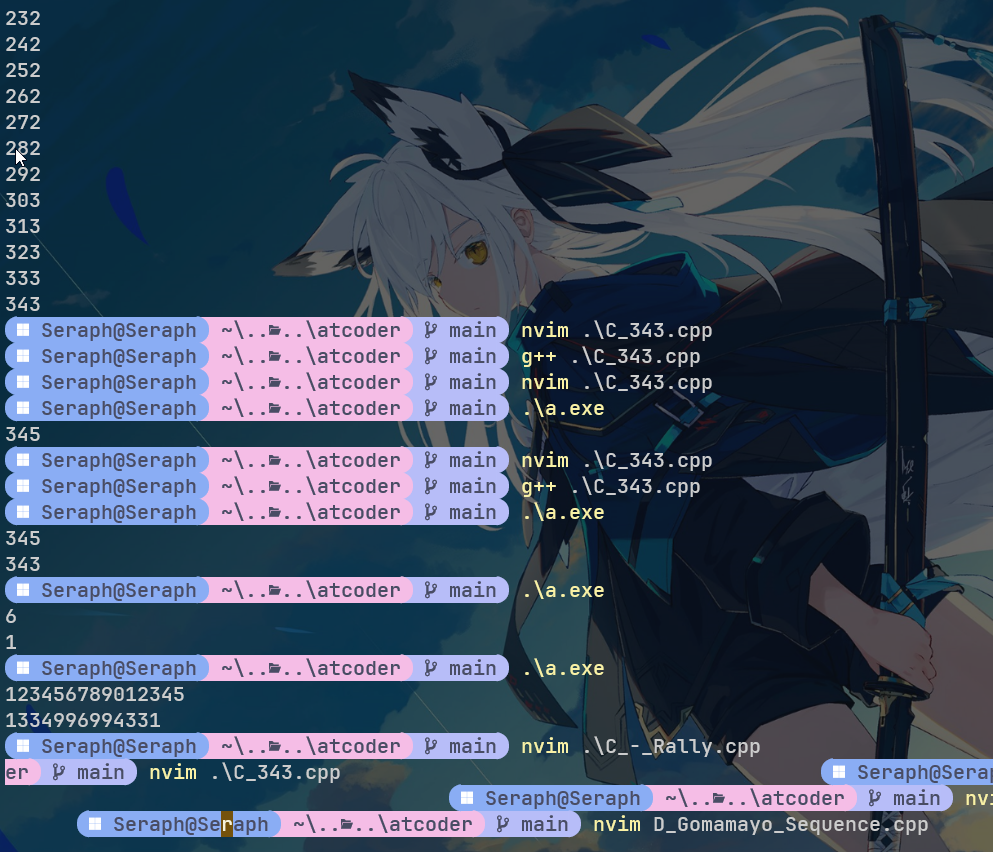 232
242
252
262
272
282
292
303
313
323
333
343
Seraph@Seraph ~\..\..\atcoder main nvim .\C_343.cpp
Seraph@Seraph ~\..\..\atcoder main g++ .\C_343.cpp
Seraph@Seraph ~\..\..\atcoder main nvim .\C_343.cpp
Seraph@Seraph ~\..\..\atcoder main .\a.exe
345
Seraph@Seraph ~\..\..\atcoder main nvim .\C_343.cpp
Seraph@Seraph ~\..\..\atcoder main g++ .\C_343.cpp
Seraph@Seraph ~\..\..\atcoder main .\a.exe
345
343
Seraph@Seraph ~\..\..\atcoder main .\a.exe
6
1
Seraph@Seraph ~\..\..\atcoder main .\a.exe
123456789012345
1334996994331
Seraph@Seraph ~\..\..\atcoder main nvim .\C_-_Rally.cpp
Seraph@Serap
er main nvim .\C_343.cpp
Seraph@Seraph ~\..\..\atcoder main nvi
Seraph@Seraph ~\..\..\atcoder main nvim D_Gomamayo_Sequence.cpp